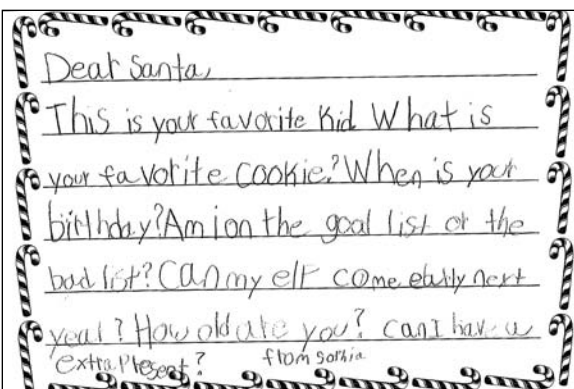 Dear Santa,
This is your favorite Kid What is
your favorite cookie? When is your
birthday? Am i on the goal list or the
bad list? Can my elf come eatly next
year? How old are you? can I have a
extra Present?
from sorhia